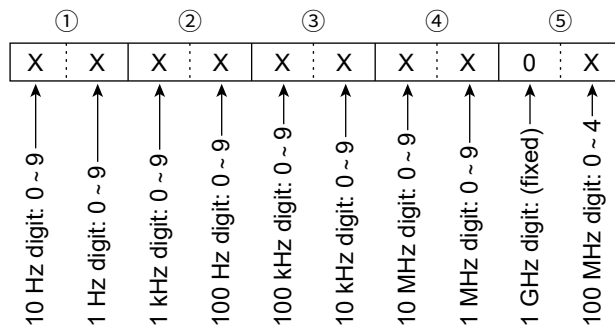 ① ② ③ ④ ⑤
X X X X X X X X 0 X
10 Hz digit: 0 ~ 9
1 Hz digit: 0 ~ 9
1 kHz digit: 0 ~ 9
100 Hz digit: 0 ~ 9
100 kHz digit: 0 ~ 9
10 kHz digit: 0 ~ 9
10 MHz digit: 0 ~ 9
1 MHz digit: 0 ~ 9
1 GHz digit: (fixed)
100 MHz digit: 0 ~ 4